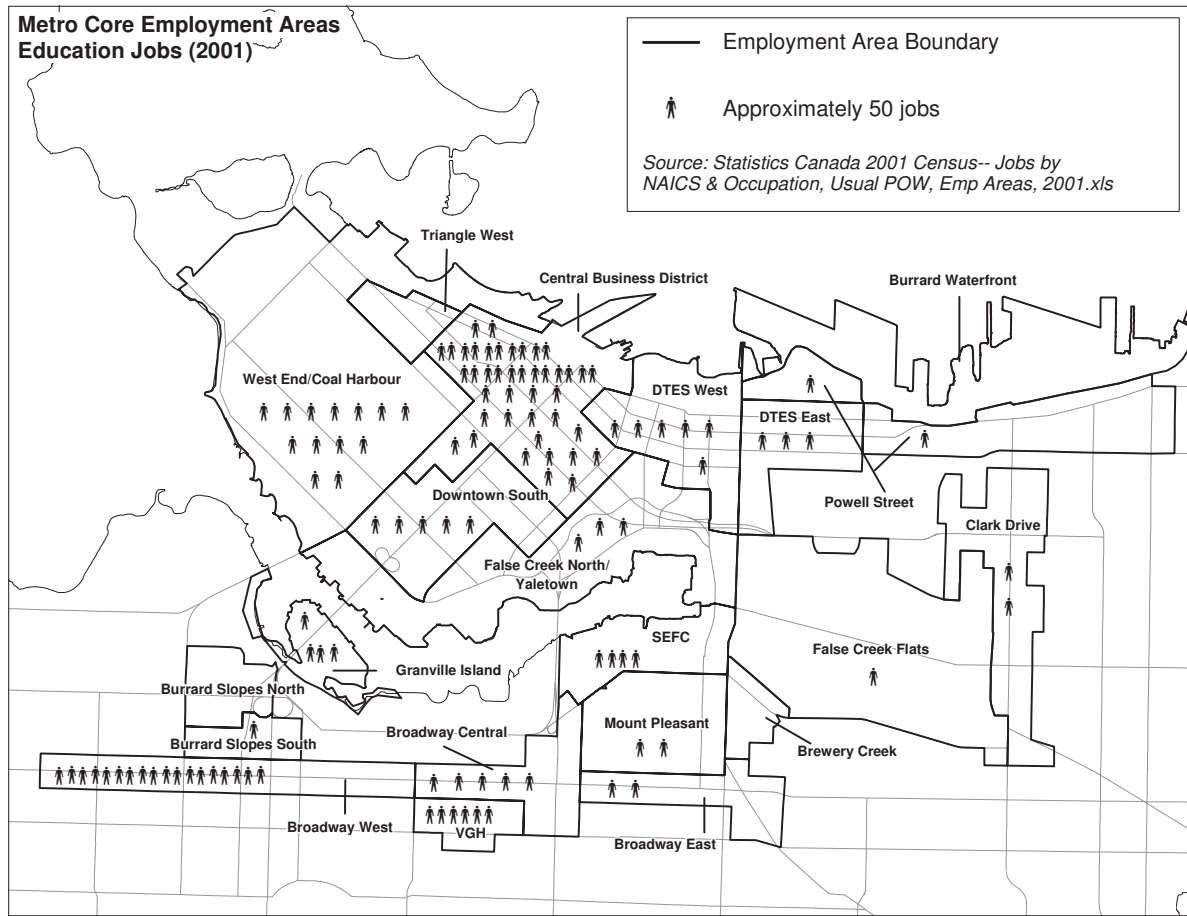 Metro Core Employment Areas
Education Jobs (2001)
Employment Area Boundary
Approximately 50 jobs
Source: Statistics Canada 2001 Census-- Jobs by
NAICS & Occupation, Usual POW, Emp Areas, 2001.xls
Triangle West
Central Business District
Burrard Waterfront
West End/Coal Harbour
DTES West
DTES East
Downtown South
Powell Street
Clark Drive
False Creek North/
Yaletown
SEFC
False Creek Flats
Granville Island
Burrard Slopes North
Mount Pleasant
Broadway Central
Burrard Slopes South
Brewery Creek
Broadway West
VGH
Broadway East